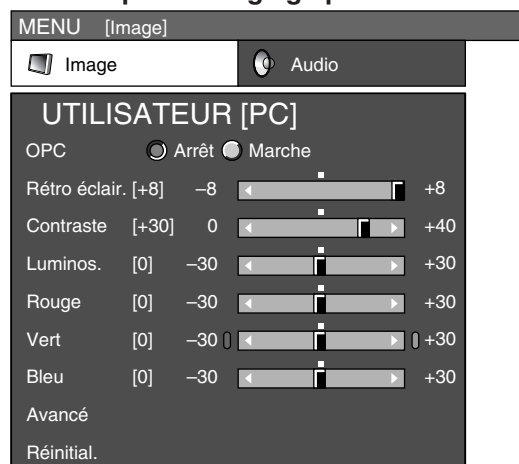 MENU [Image]
Image Audio
UTILISATEUR [PC]
OPC Arrêt Marche
Rétro éclair. [+8] –8 +8
Contraste [+30] 0 +40
Luminos. [0] –30 +30
Rouge [0] –30 +30
Vert [0] –30 +30
Bleu [0] –30 +30
Avancé
Réinitial.